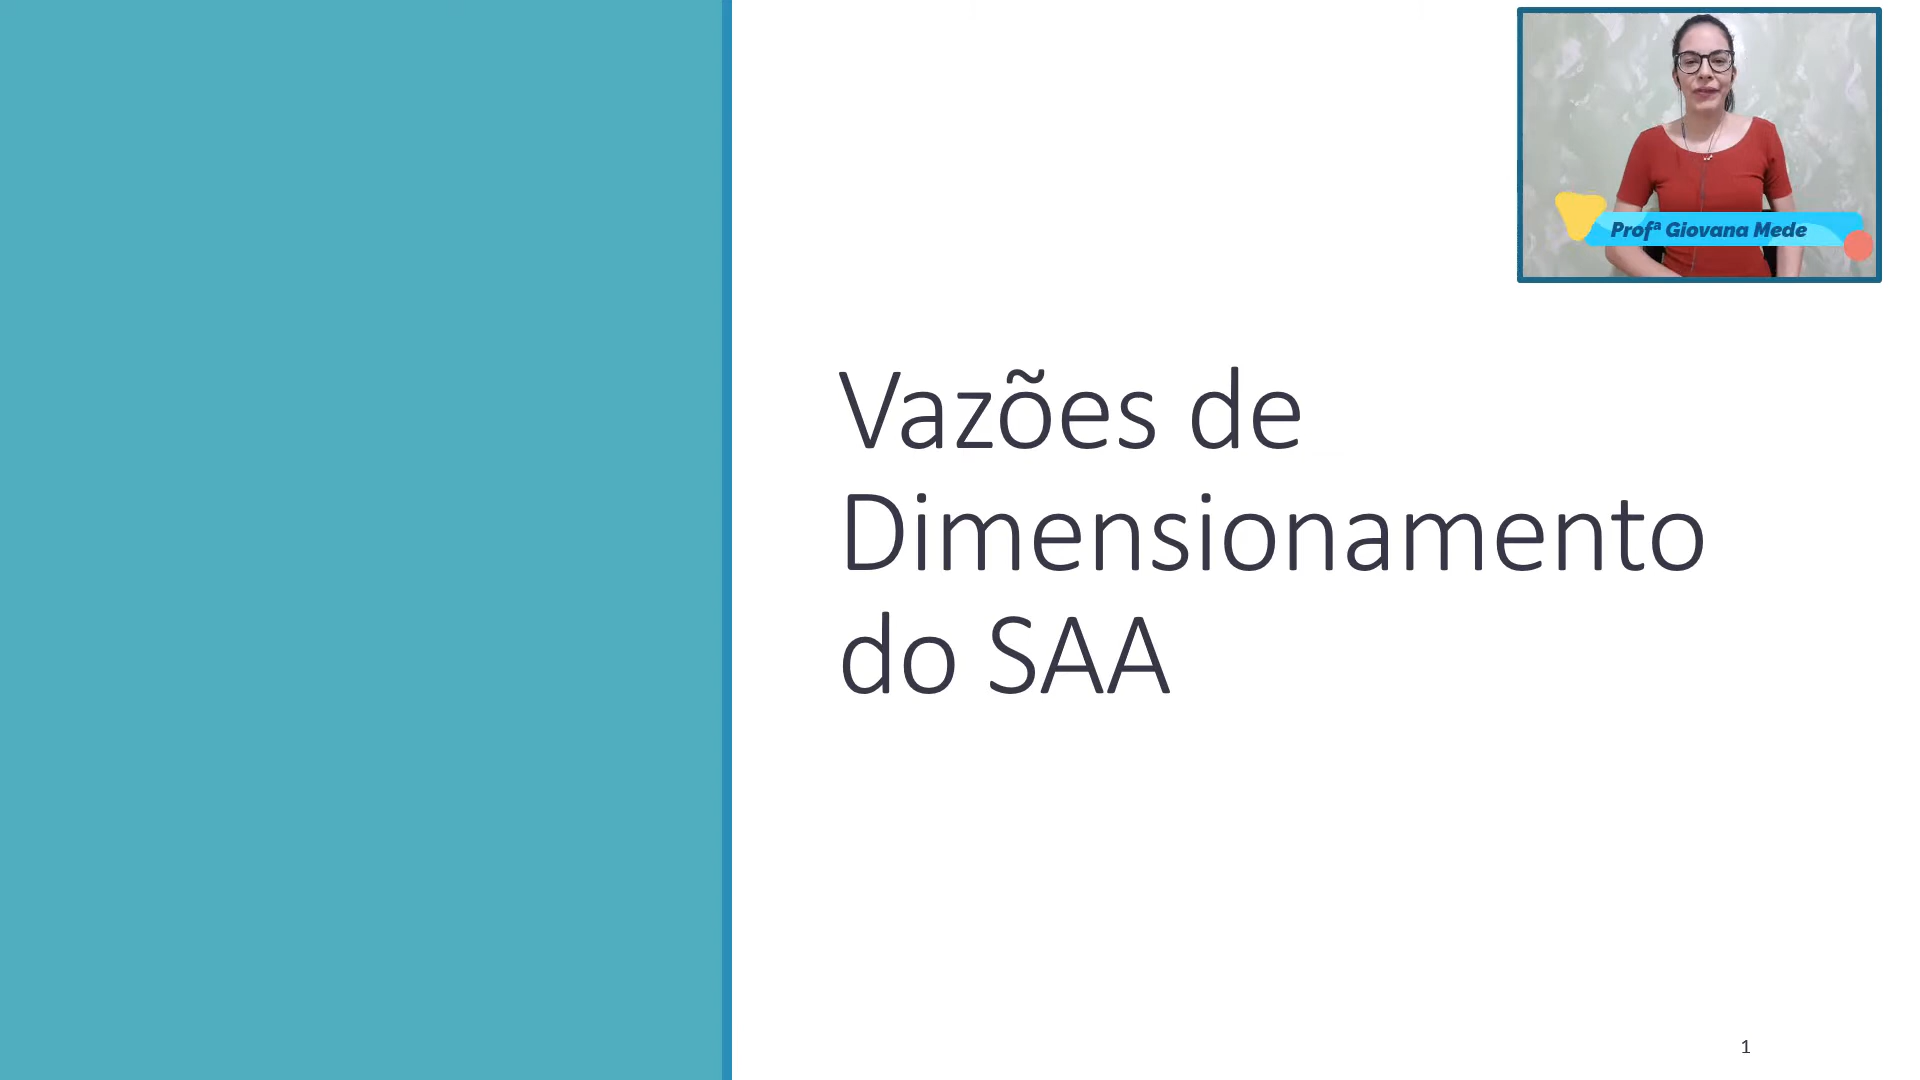 Profª Giovana Mede
Vazões de
Dimensionamento
do SAA
1